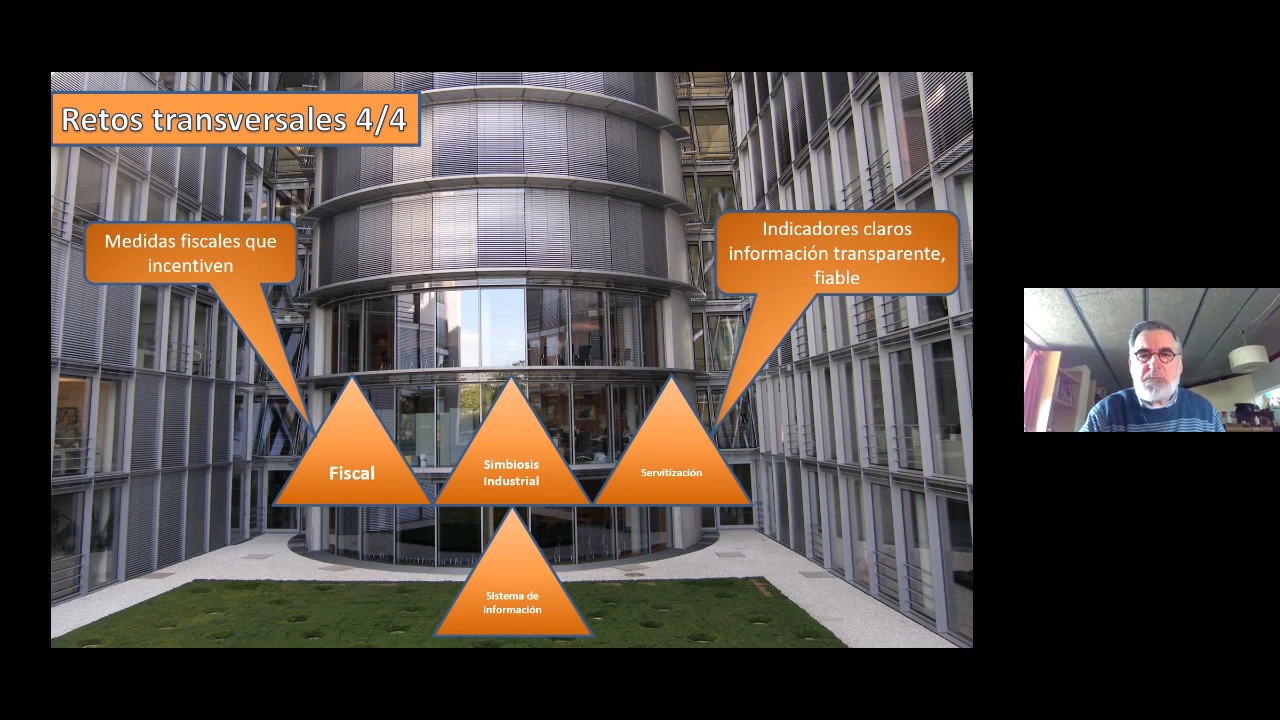 Retos transversales 4/4
Medidas fiscales que
incentiven
Indicadores claros
información transparente,
fiable
Fiscal
Simbiosis
Industrial
Servitización
Sistema de
información